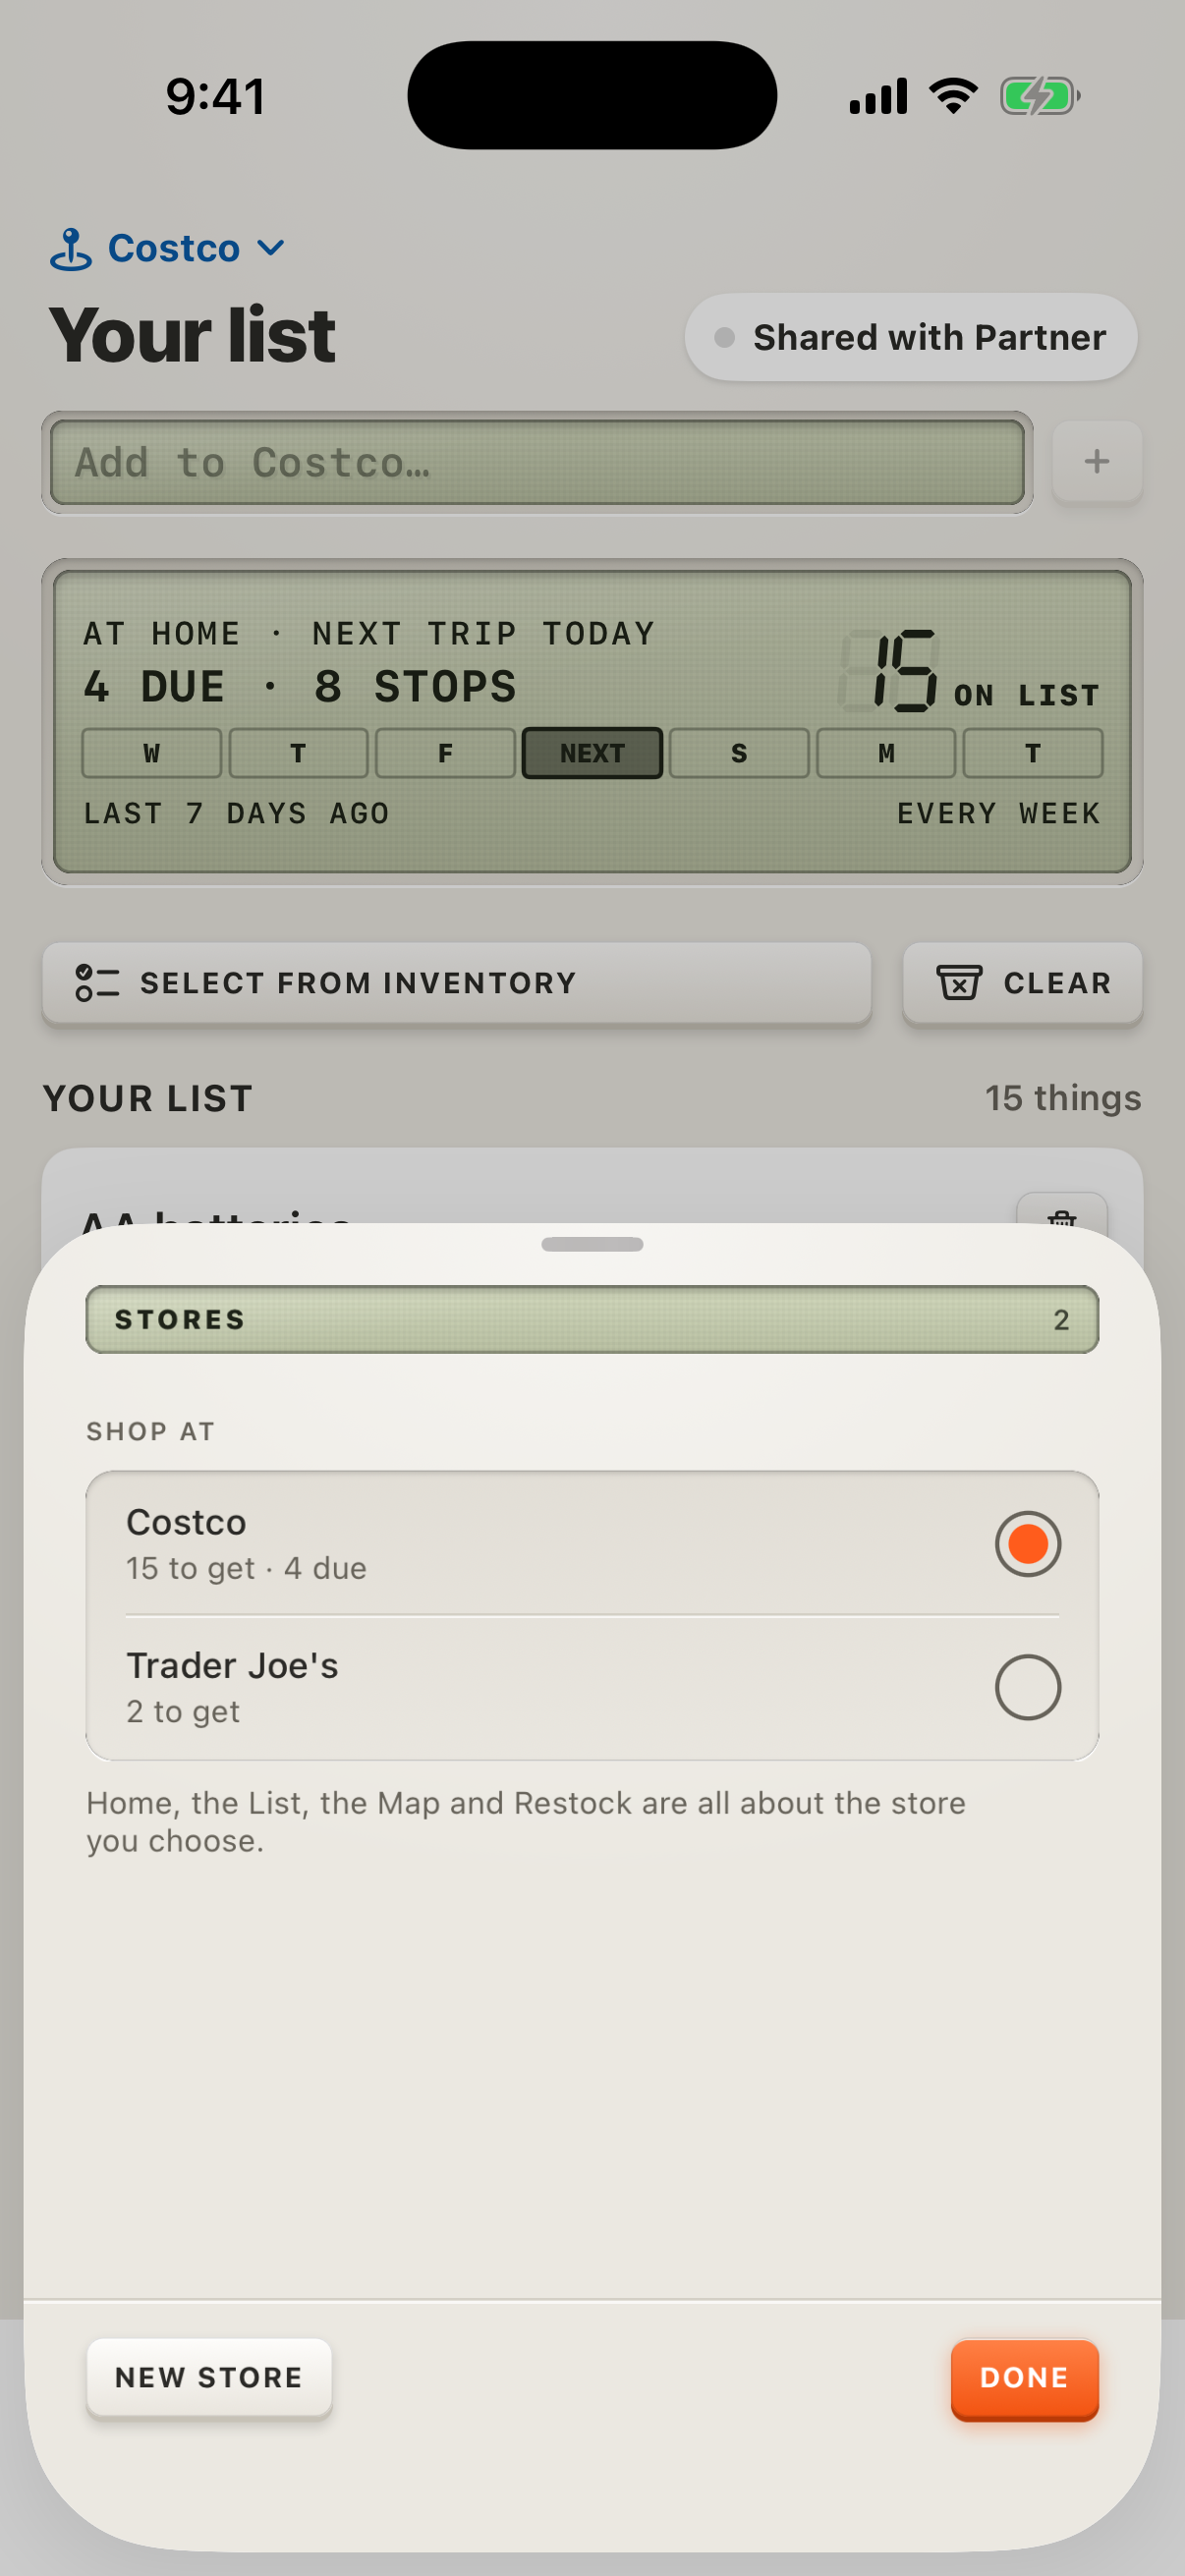 9:41
Costco
Your list
Shared with Partner
Add to Costco…
AT HOME · NEXT TRIP TODAY
4 DUE · 8 STOPS
15 ON LIST
W T F NEXT S M T
LAST 7 DAYS AGO
EVERY WEEK
SELECT FROM INVENTORY
CLEAR
YOUR LIST
15 things
AA batteries
STORES
2
SHOP AT
Costco
15 to get · 4 due
Trader Joe's
2 to get
Home, the List, the Map and Restock are all about the store
you choose.
NEW STORE
DONE